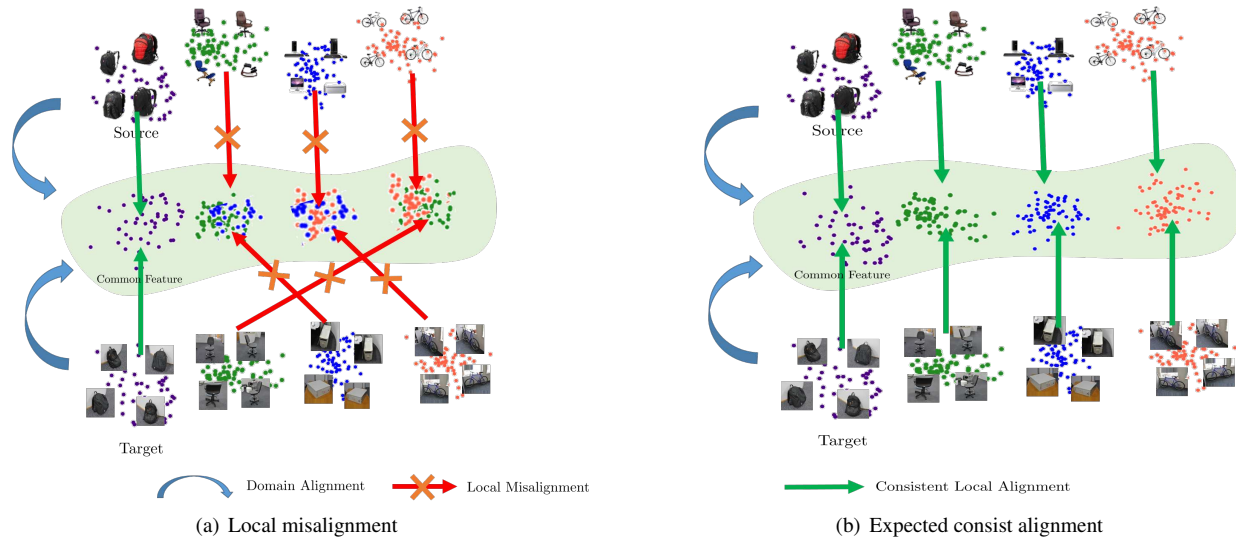 Source
Common Feature
Target
Domain Alignment
Local Misalignment
(a) Local misalignment
Source
Common Feature
Target
Consistent Local Alignment
(b) Expected consist alignment